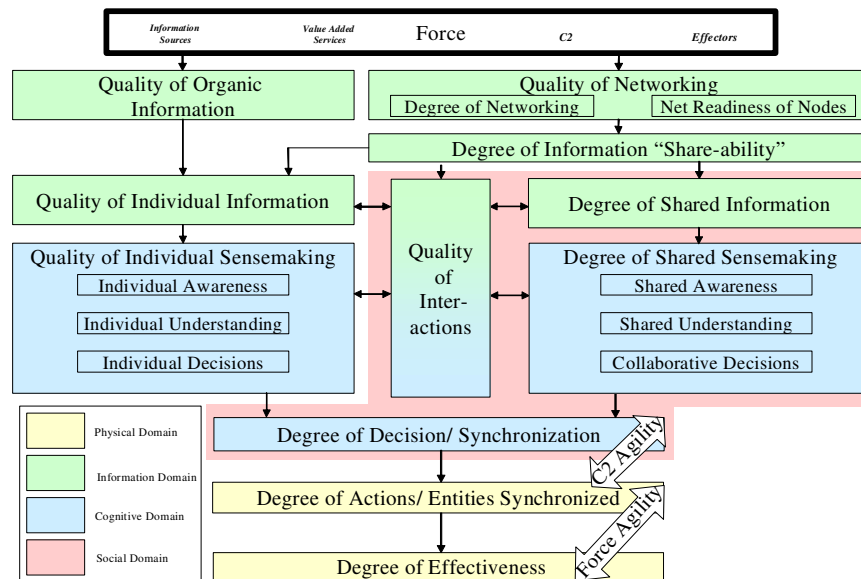 Information
Sources
Value Added
Services
Force
C2
Effectors
Quality of Organic
Information
Quality of Networking
Degree of Networking
Net Readiness of Nodes
Degree of Information “Share-ability”
Quality of Individual Information
Quality
of
Inter-
actions
Degree of Shared Information
Quality of Individual Sensemaking
Individual Awareness
Individual Understanding
Individual Decisions
Degree of Shared Sensemaking
Shared Awareness
Shared Understanding
Collaborative Decisions
Degree of Decision/ Synchronization
C2 Agility
Degree of Actions/ Entities Synchronized
Force Agility
Degree of Effectiveness
Physical Domain
Information Domain
Cognitive Domain
Social Domain